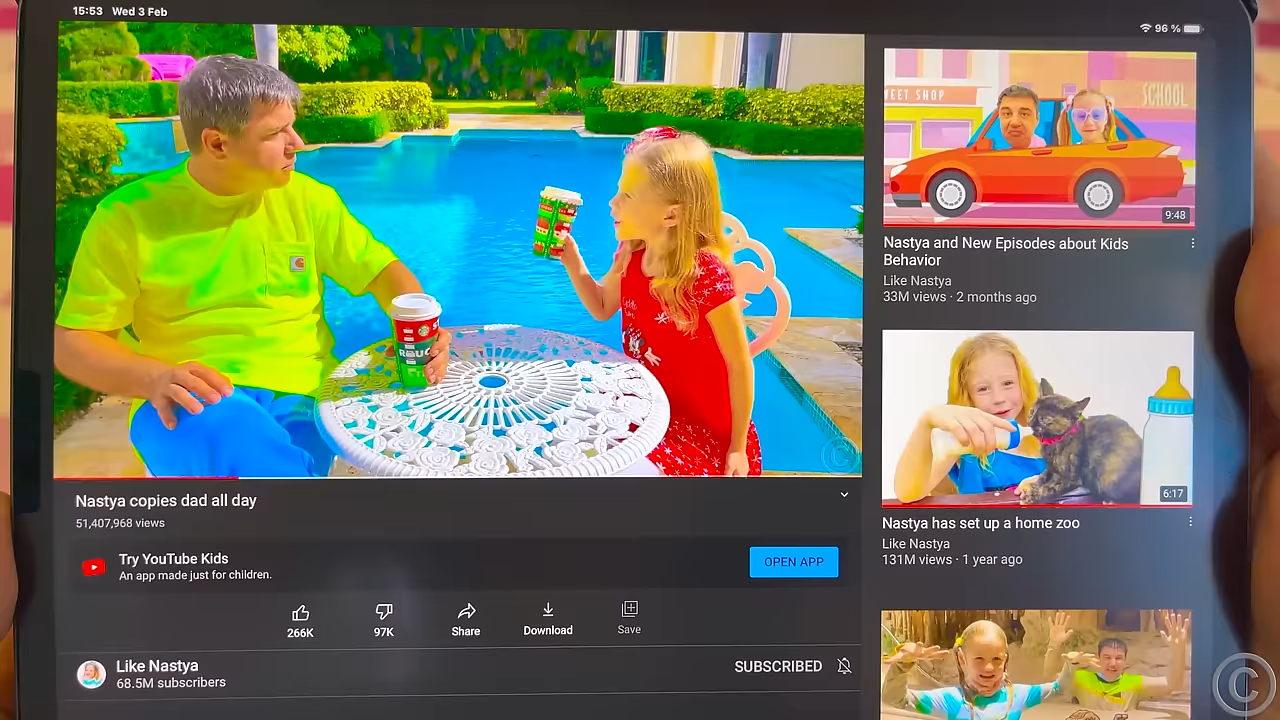 15:53 Wed 3 Feb
96 %
SCHOOL
9:48
Nastya and New Episodes about Kids
Behavior
Like Nastya
33M views · 2 months ago
6:17
Nastya has set up a home zoo
Like Nastya
131M views · 1 year ago
Nastya copies dad all day
51,407,968 views
Try YouTube Kids
An app made just for children.
OPEN APP
266K
97K
Share
Download
Save
Like Nastya
68.5M subscribers
SUBSCRIBED
©